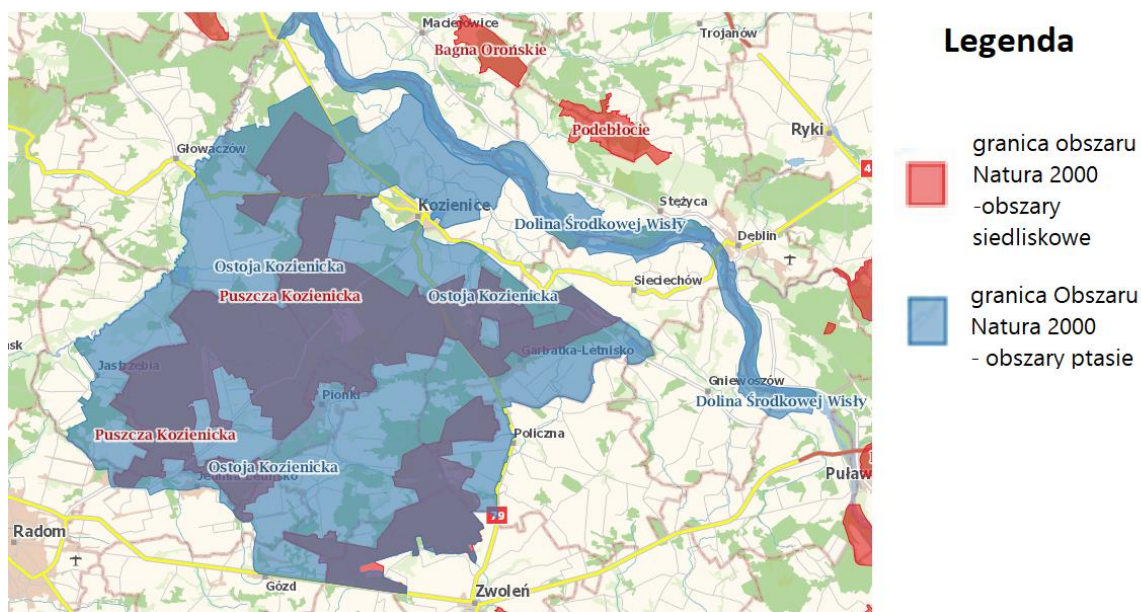 Maciejowice
Trojanów
Bagna Orońskie
Ryki
Podebłocie
Głowaczów
4
Stężyca
Kozienice
Dolina Środkowej Wisły
Dęblin
Ostoja Kozienicka
Sieciechów
Puszcza Kozienicka
Ostoja Kozienicka
Garbatka-Letnisko
Jastrzębia
Gniewoszów
Pionki
Dolina Środkowej Wisły
Puszcza Kozienicka
Policzna
Ostoja Kozienicka
Puław
79
Radom
Gózd
Zwoleń
Legenda
granica obszaru
Natura 2000
-obszary
siedliskowe
granica Obszaru
Natura 2000
- obszary ptasie